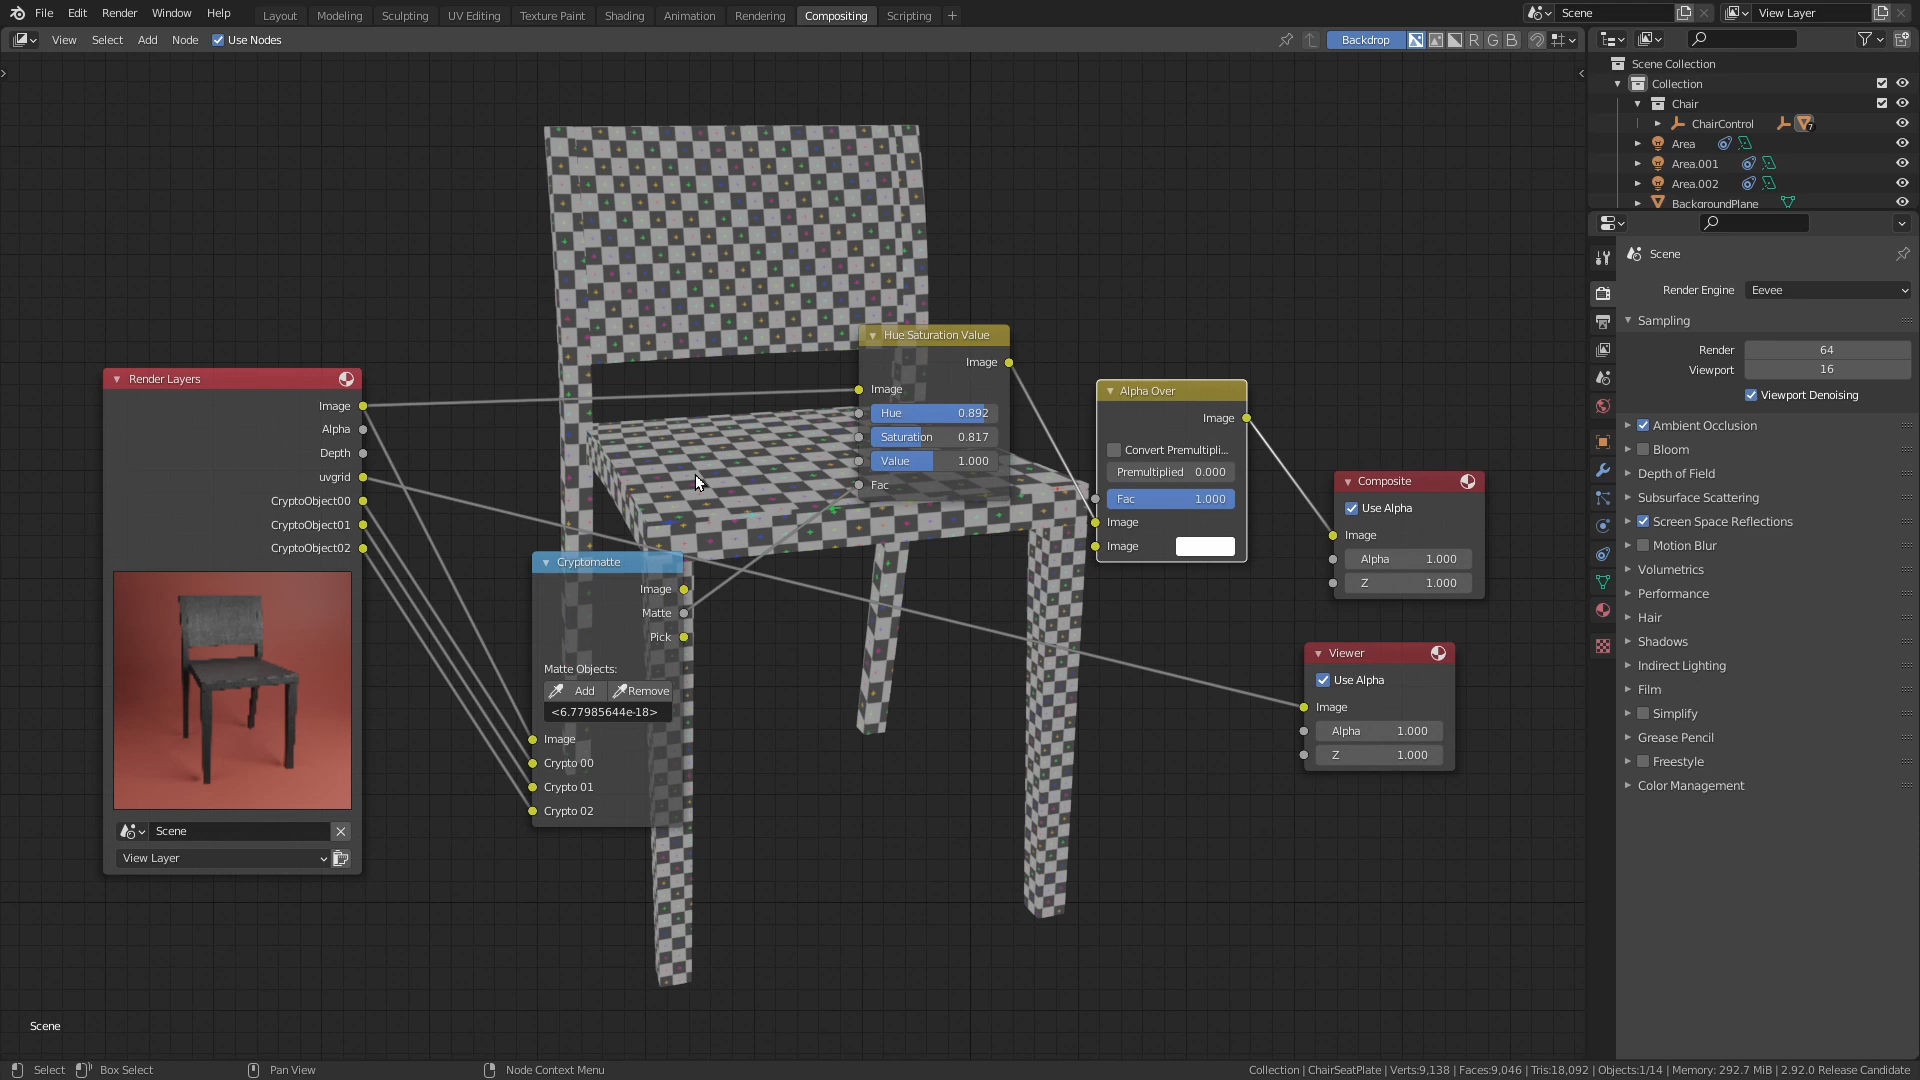 File Edit Render Window Help
Layout Modeling Sculpting UV Editing Texture Paint Shading Animation Rendering Compositing Scripting +
Scene
View Layer
View Select Add Node Use Nodes
Backdrop R G B
Scene Collection
Collection
Chair
ChairControl 7
Area
Area.001
Area.002
BackgroundPlane
Scene
Render Engine Eevee
Sampling
Render 64
Viewport 16
Viewport Denoising
Ambient Occlusion
Bloom
Depth of Field
Subsurface Scattering
Screen Space Reflections
Motion Blur
Volumetrics
Performance
Hair
Shadows
Indirect Lighting
Film
Simplify
Grease Pencil
Freestyle
Color Management
Render Layers
Image
Alpha
Depth
uvgrid
CryptoObject00
CryptoObject01
CryptoObject02
Scene
View Layer
Cryptomatte
Image
Matte
Pick
Matte Objects:
Add Remove
<6.77985644e-18>
Image
Crypto 00
Crypto 01
Crypto 02
Hue Saturation Value
Image
Image
Hue 0.892
Saturation 0.817
Value 1.000
Fac
Alpha Over
Image
Convert Premultipli...
Premultiplied 0.000
Fac 1.000
Image
Image
Composite
Use Alpha
Image
Alpha 1.000
Z 1.000
Viewer
Use Alpha
Image
Alpha 1.000
Z 1.000
Scene
Select Box Select Pan View Node Context Menu
Collection | ChairSeatPlate | Verts:9,138 | Faces:9,046 | Tris:18,092 | Objects:1/14 | Memory: 292.7 MiB | 2.92.0 Release Candidate